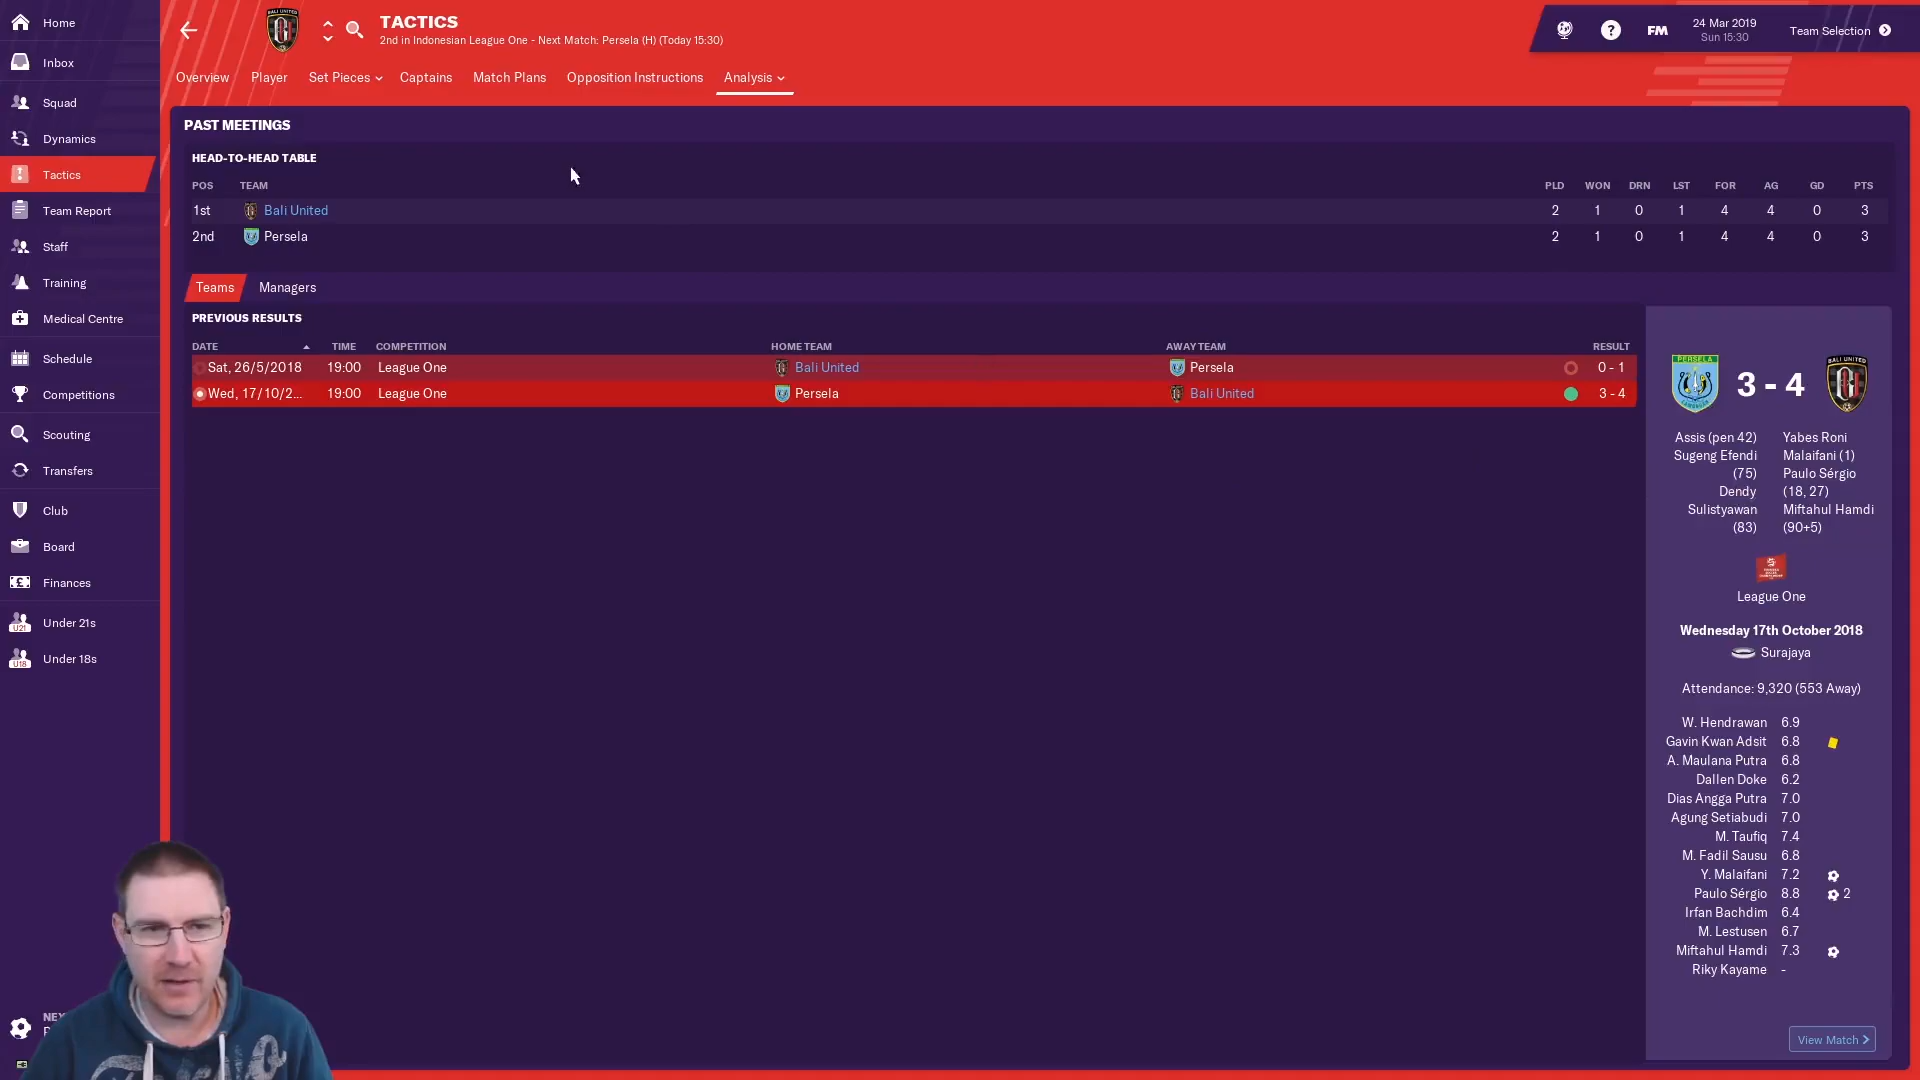 Home
Inbox
Squad
Dynamics
Tactics
Team Report
Staff
Training
Medical Centre
Schedule
Competitions
Scouting
Transfers
Club
Board
Finances
U21 Under 21s
U18 Under 18s
BALI UNITED
TACTICS
2nd in Indonesian League One - Next Match: Persela (H) (Today 15:30)
? FM 24 Mar 2019
Sun 15:30
Team Selection
Overview Player Set Pieces Captains Match Plans Opposition Instructions Analysis
PAST MEETINGS
HEAD-TO-HEAD TABLE
POS TEAM PLD WON DRN LST FOR AG GD PTS
1st Bali United 2 1 0 1 4 4 0 3
2nd Persela 2 1 0 1 4 4 0 3
Teams Managers
PREVIOUS RESULTS
DATE TIME COMPETITION HOME TEAM AWAY TEAM RESULT
Sat, 26/5/2018 19:00 League One Bali United Persela 0 - 1
Wed, 17/10/2... 19:00 League One Persela Bali United 3 - 4
PERSELA 3 - 4 BALI UNITED
Assis (pen 42) Yabes Roni
Sugeng Efendi Malaifani (1)
(75) Paulo Sérgio
Dendy (18, 27)
Sulistyawan Miftahul Hamdi
(83) (90+5)
League One
Wednesday 17th October 2018
Surajaya
Attendance: 9,320 (553 Away)
W. Hendrawan 6.9
Gavin Kwan Adsit 6.8
A. Maulana Putra 6.8
Dallen Doke 6.2
Dias Angga Putra 7.0
Agung Setiabudi 7.0
M. Taufiq 7.4
M. Fadil Sausu 6.8
Y. Malaifani 7.2
Paulo Sérgio 8.8 2
Irfan Bachdim 6.4
M. Lestusen 6.7
Miftahul Hamdi 7.3
Riky Kayame -
View Match